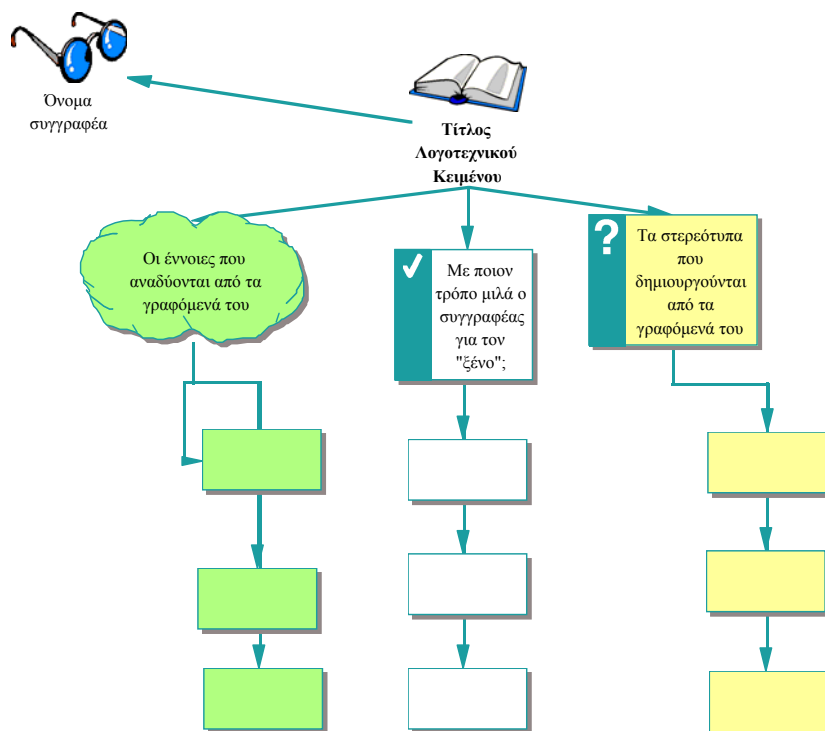 Όνομα
συγγραφέα
Τίτλος
Λογοτεχνικού
Κειμένου
Οι έννοιες που
αναδύονται από τα
γραφόμενά του
Με ποιον
τρόπο μιλά ο
συγγραφέας
για τον
"ξένο";
?
Τα στερεότυπα
που
δημιουργούνται
από τα
γραφόμενά του